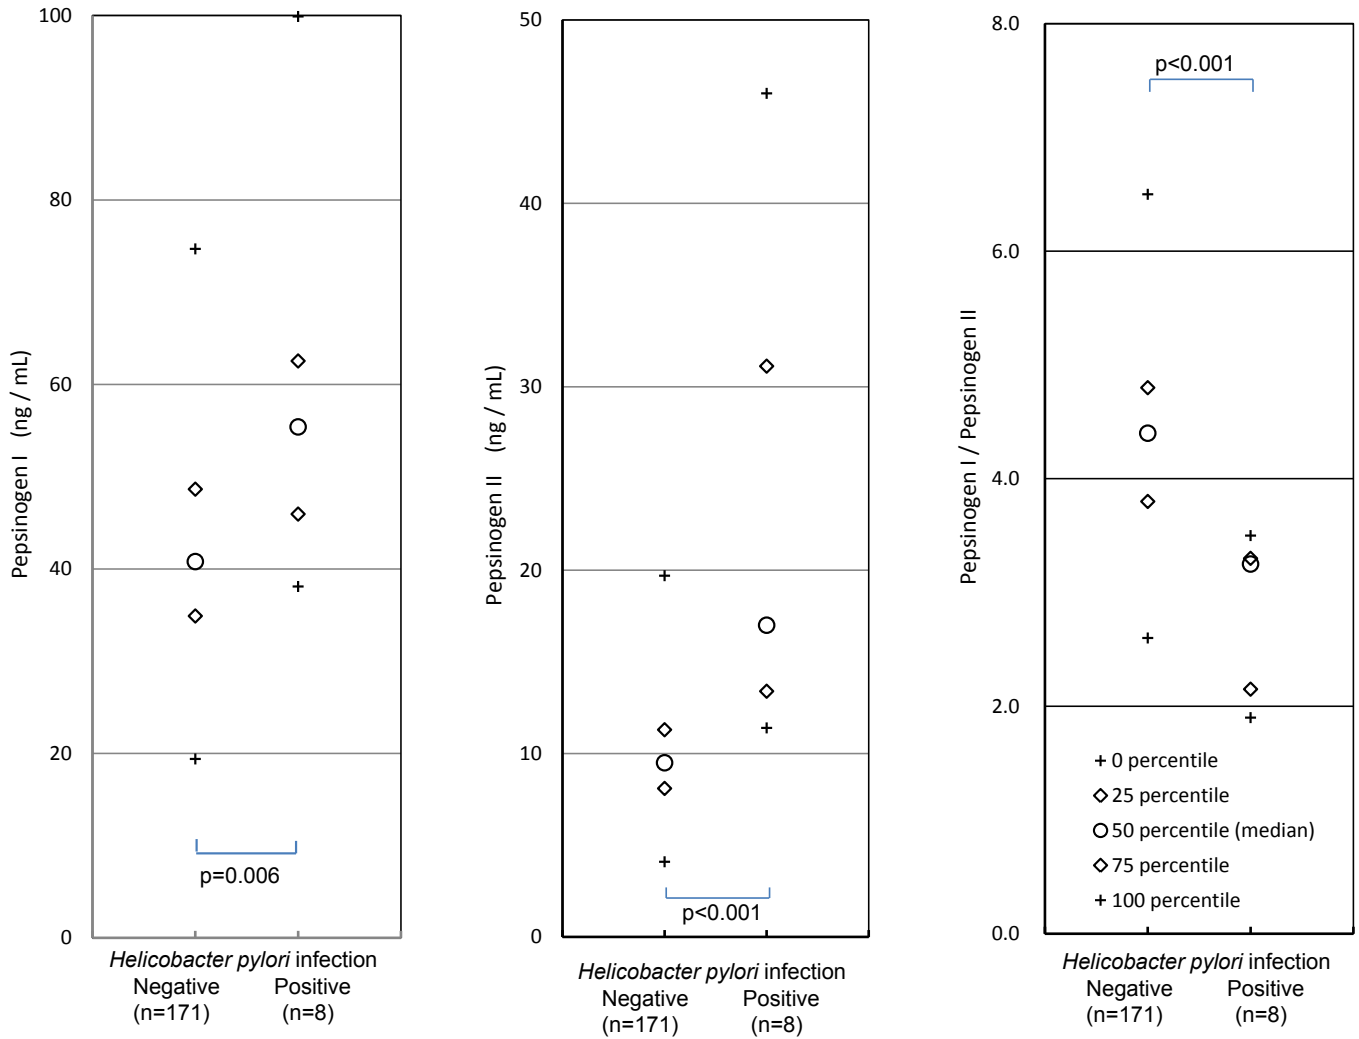 Pepsinogen I (ng / mL)
100
80
60
40
20
0
p=0.006
Helicobacter pylori infection
Negative Positive
(n=171) (n=8)
Pepsinogen II (ng / mL)
50
40
30
20
10
0
p<0.001
Helicobacter pylori infection
Negative Positive
(n=171) (n=8)
Pepsinogen I / Pepsinogen II
8.0
6.0
4.0
2.0
0.0
p<0.001
0 percentile
25 percentile
50 percentile (median)
75 percentile
100 percentile
Helicobacter pylori infection
Negative Positive
(n=171) (n=8)